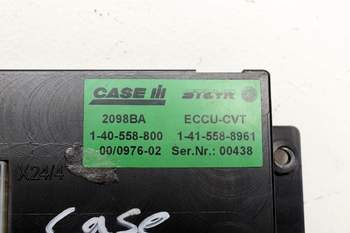 CASE IH STEYR
2098BA ECCU-CVT
1-40-558-800 1-41-558-8961
00/0976-02 Ser.Nr.: 00438
X24/4
Case